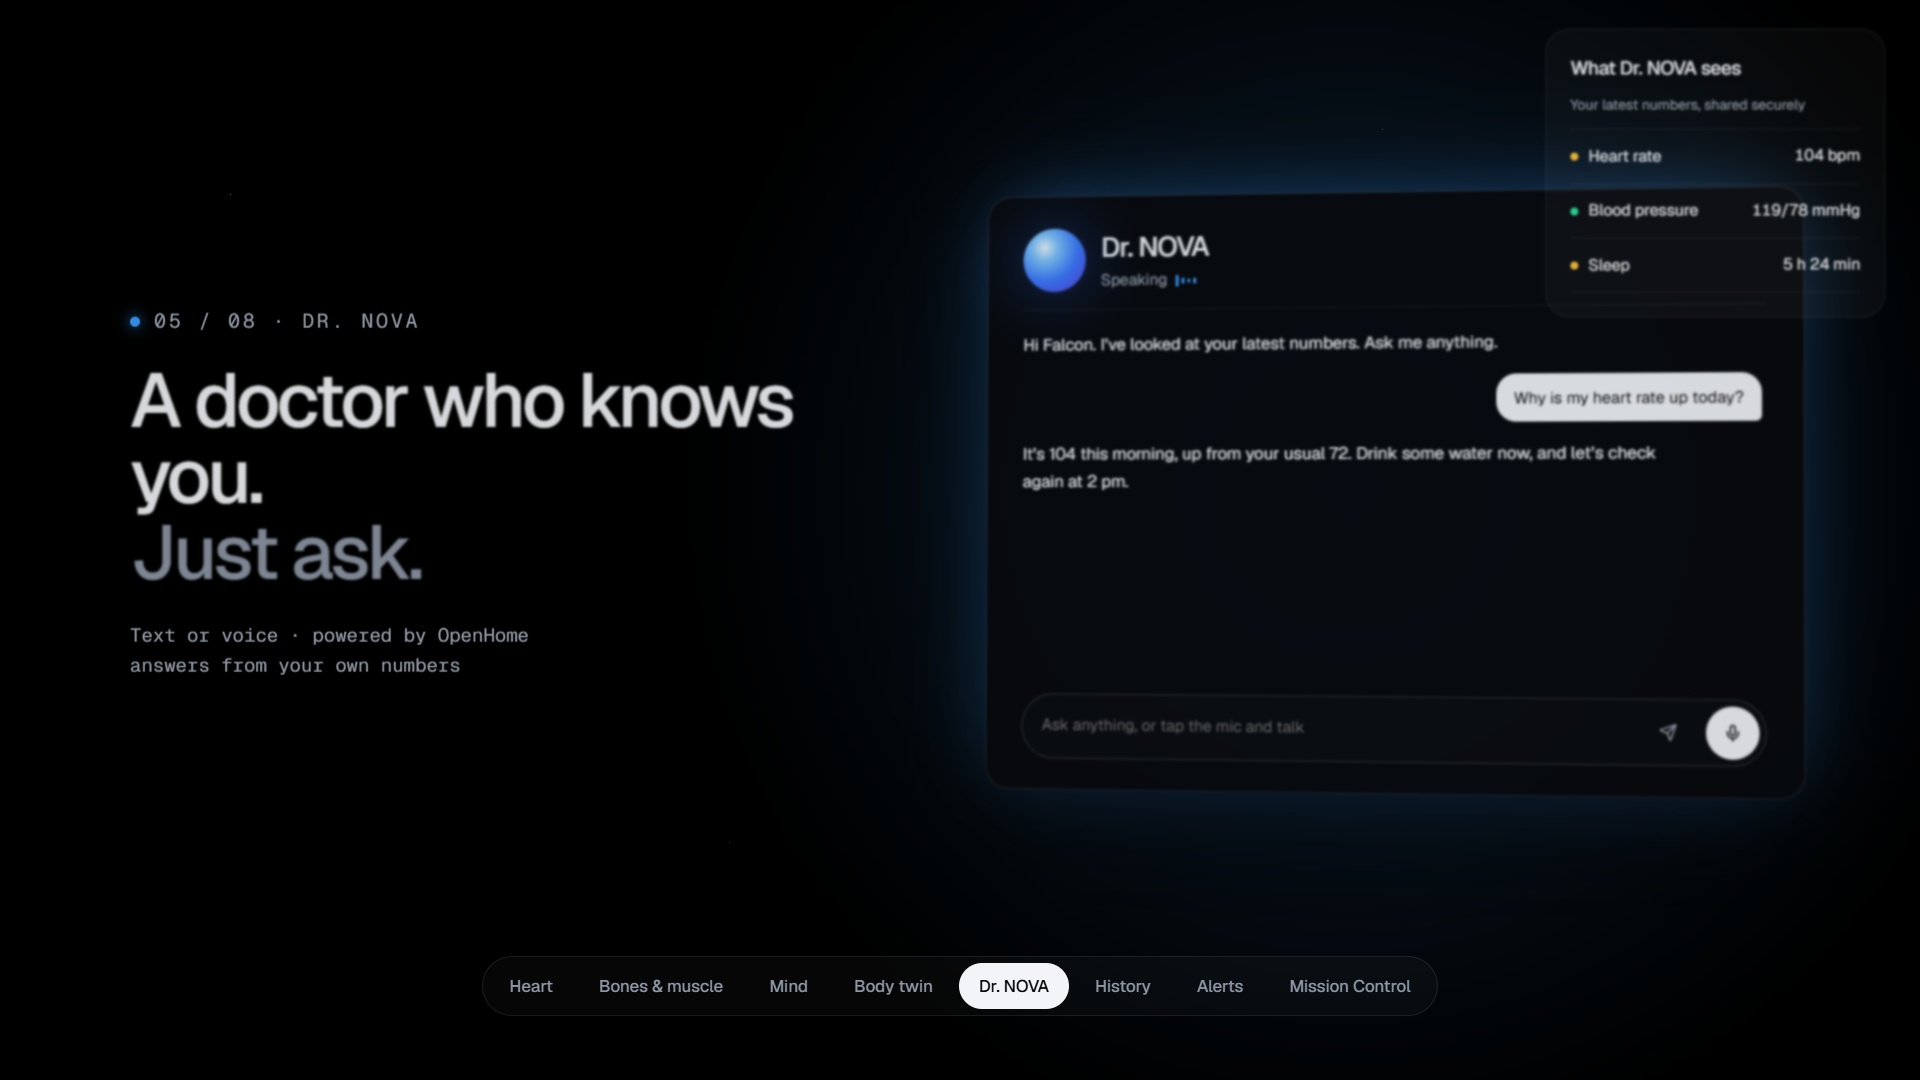 05 / 08 · DR. NOVA
A doctor who knows
you.
Just ask.
Text or voice · powered by OpenHome
answers from your own numbers
What Dr. NOVA sees
Your latest numbers, shared securely
Heart rate 104 bpm
Blood pressure 119/78 mmHg
Sleep 5 h 24 min
Dr. NOVA
Speaking
Hi Falcon. I've looked at your latest numbers. Ask me anything.
Why is my heart rate up today?
It's 104 this morning, up from your usual 72. Drink some water now, and let's check
again at 2 pm.
Ask anything, or tap the mic and talk
Heart Bones & muscle Mind Body twin Dr. NOVA History Alerts Mission Control